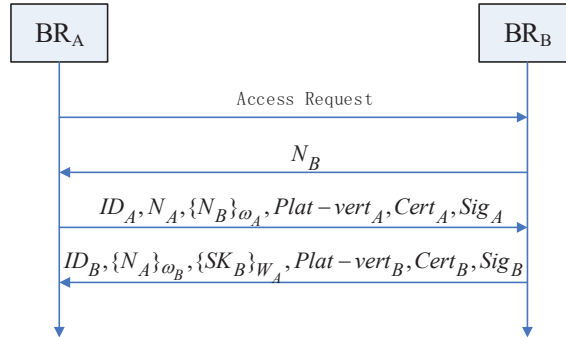 BR_A BR_B
Access Request
N_B
ID_A, N_A, {N_B}_{ω_A}, Plat-vert_A, Cert_A, Sig_A
ID_B, {N_A}_{ω_B}, {SK_B}_{W_A}, Plat-vert_B, Cert_B, Sig_B